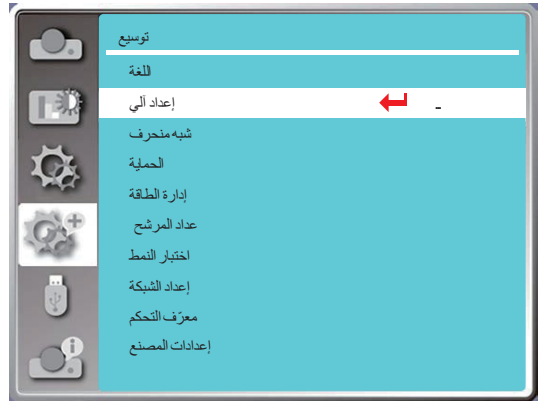 توسيع
اللغة
إعداد آلي
شبه منحرف
الحماية
إدارة الطاقة
عداد المرشح
اختبار النمط
إعداد الشبكة
معرّف التحكم
إعدادات المصنع